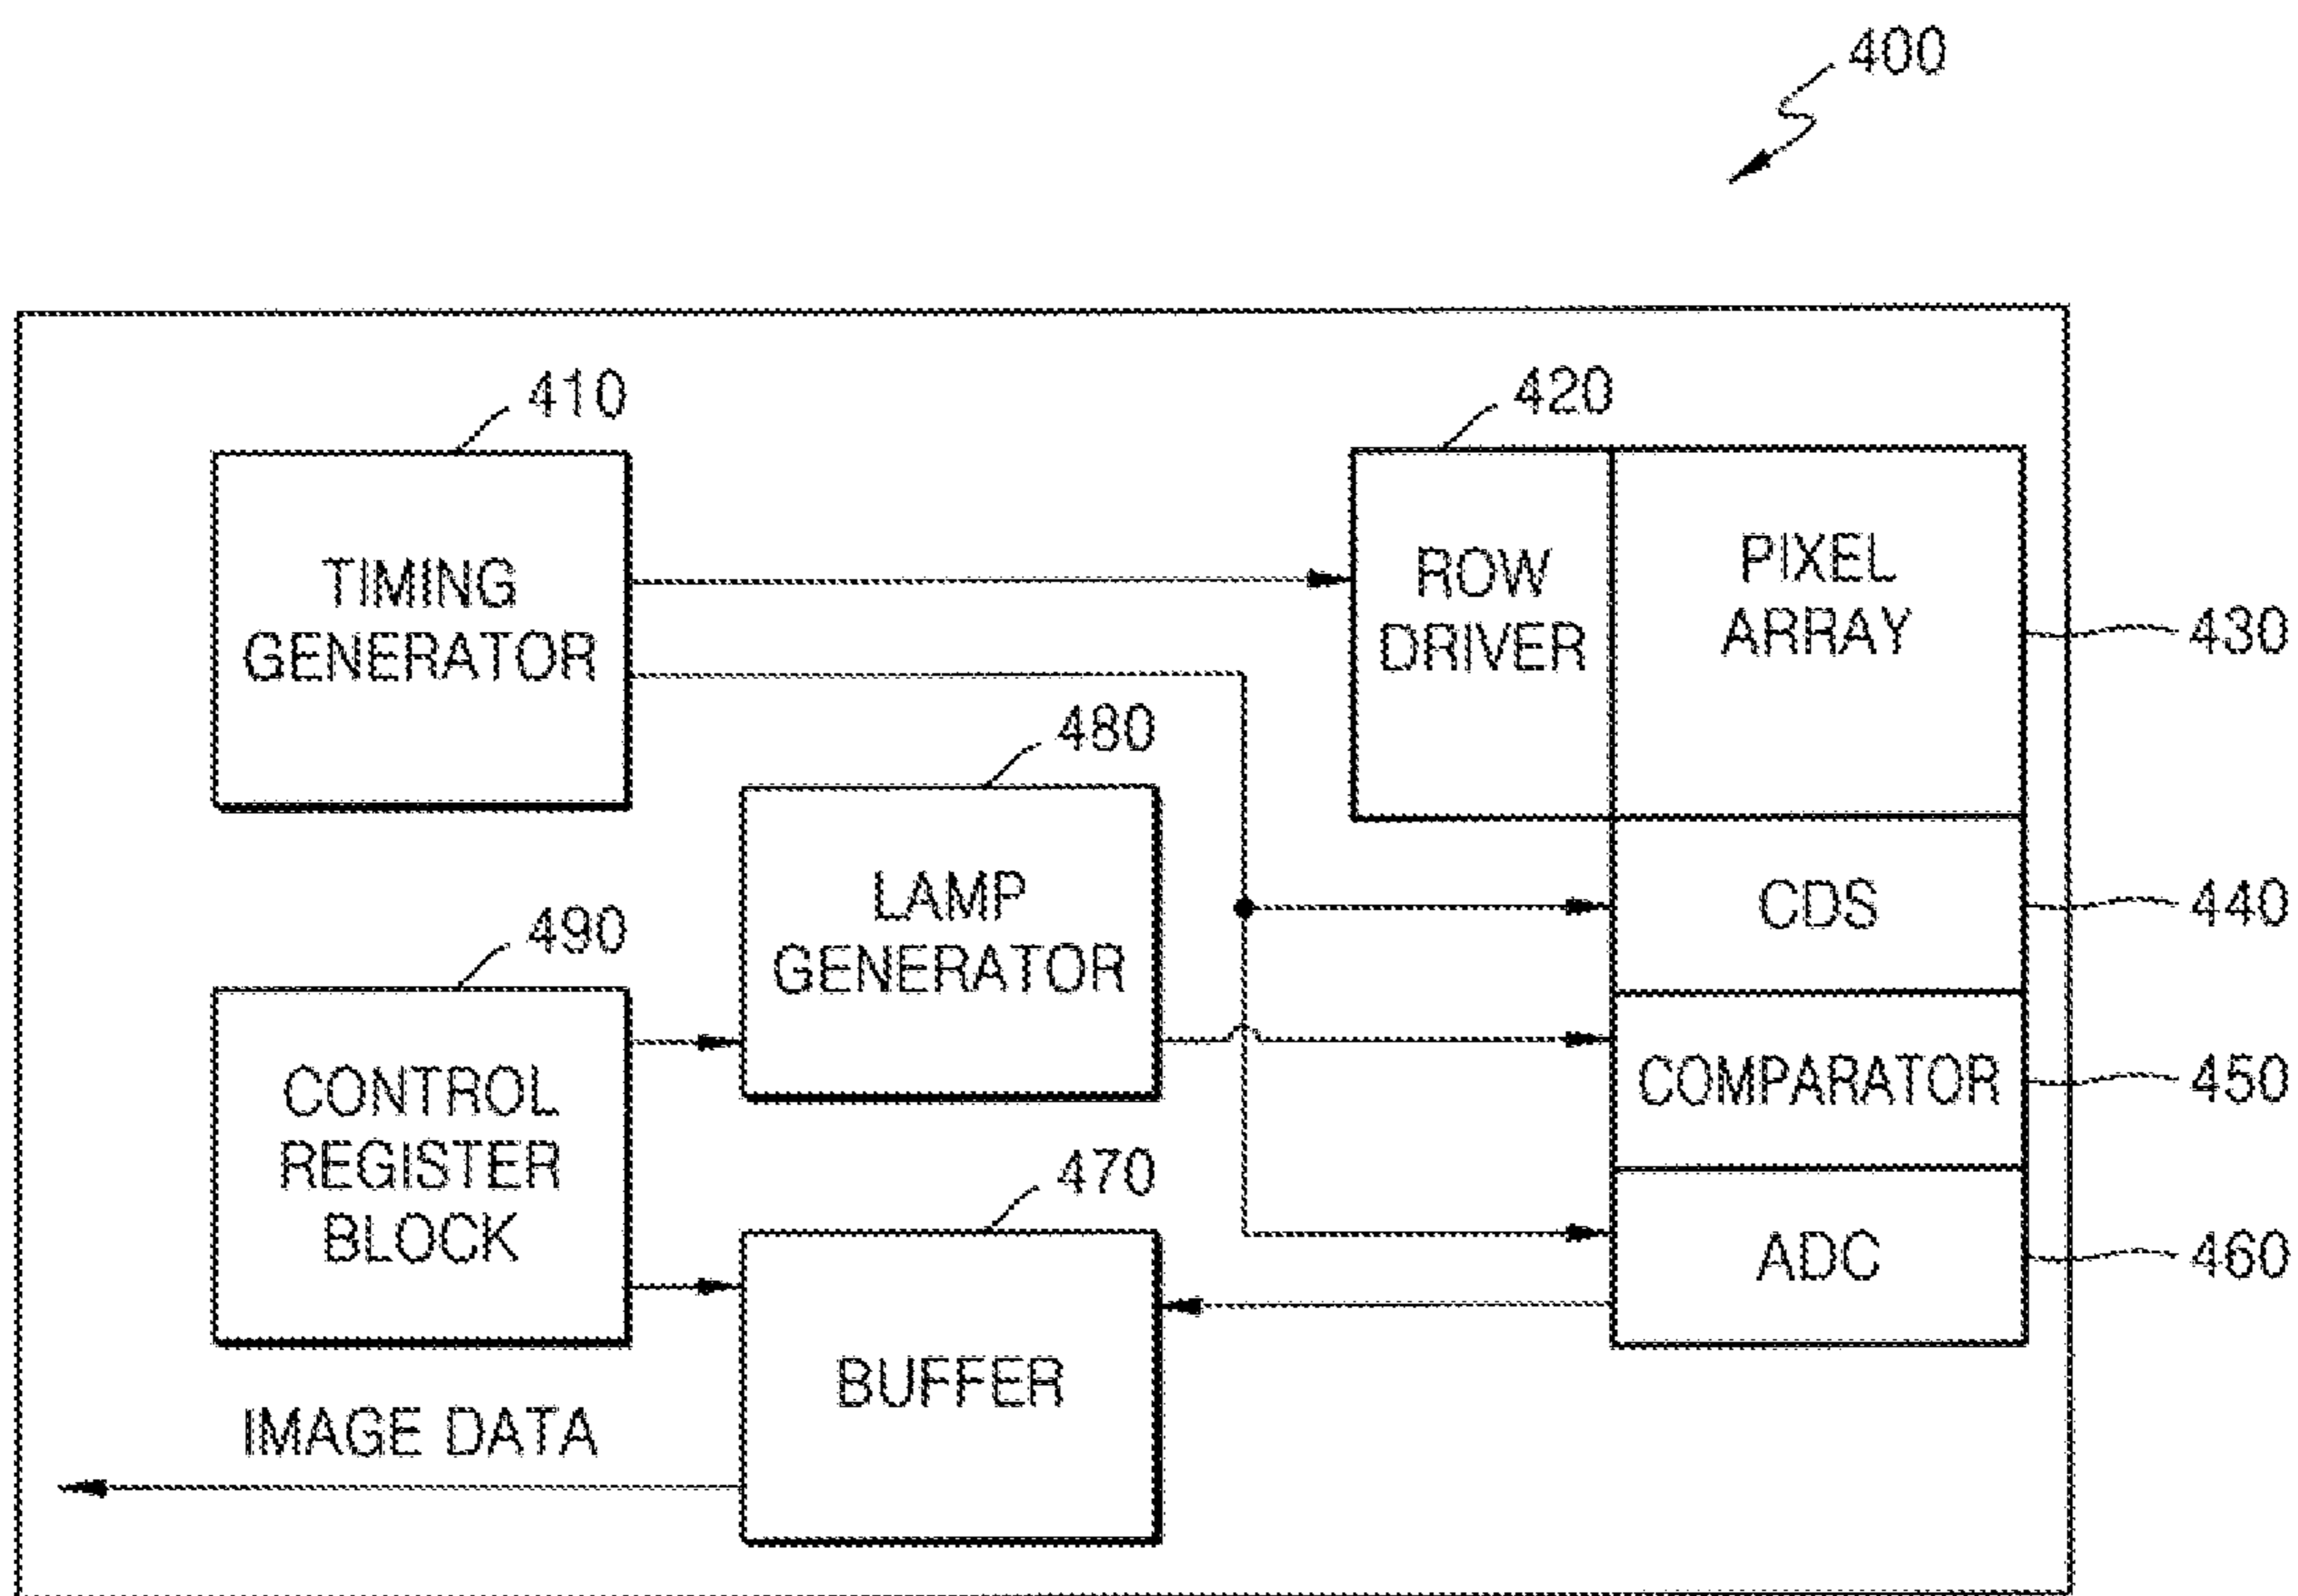 400
410
420
TIMING
GENERATOR
ROW
DRIVER
PIXEL
ARRAY
430
480
LAMP
GENERATOR
CDS
440
490
CONTROL
REGISTER
BLOCK
COMPARATOR
450
470
ADC
460
BUFFER
IMAGE DATA